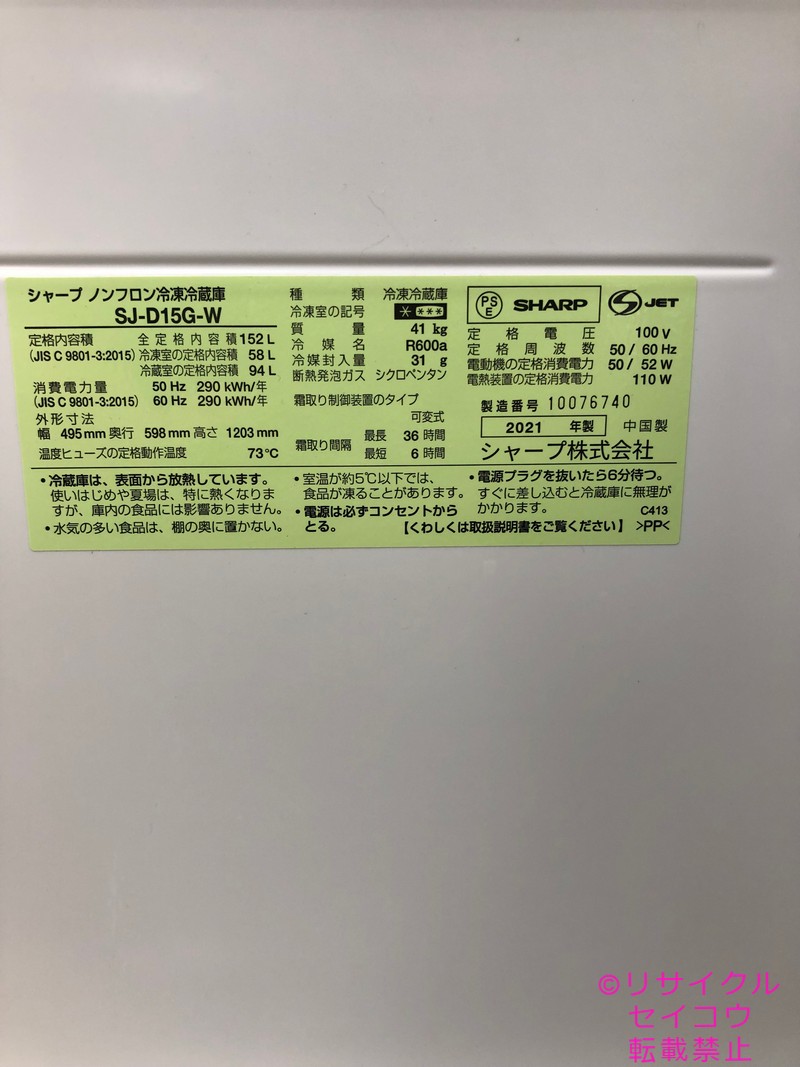 シャープ ノンフロン冷凍冷蔵庫
SJ-D15G-W
定格内容積 全定格内容積 152 L
(JIS C 9801-3:2015) 冷凍室の定格内容積 58 L
冷蔵室の定格内容積 94 L
消費電力量 50 Hz 290 kWh/年
(JIS C 9801-3:2015) 60 Hz 290 kWh/年
外形寸法
幅 495 mm 奥行 598 mm 高さ 1203 mm
温度ヒューズの定格動作温度 73℃
種類 冷凍冷蔵庫
冷凍室の記号 * ***
質量 41 kg
冷媒名 R600a
冷媒封入量 31 g
断熱発泡ガス シクロペンタン
霜取り制御装置のタイプ
可変式
霜取り間隔 最長 36 時間
最短 6 時間
PSE SHARP JET
定格電圧 100 V
定格周波数 50 / 60 Hz
電動機の定格消費電力 50 / 52 W
電熱装置の定格消費電力 110 W
製造番号 10076740
2021 年製 中国製
シャープ株式会社
・冷蔵庫は、表面から放熱しています。
使いはじめや夏場は、特に熱くなりま
すが、庫内の食品には影響ありません。
・水気の多い食品は、棚の奥に置かない。
・室温が約5℃以下では、
食品が凍ることがあります。
・電源は必ずコンセントから
とる。
・電源プラグを抜いたら6分待つ。
すぐに差し込むと冷蔵庫に無理が
かかります。 C413
【くわしくは取扱説明書をご覧ください】 >PP<
©リサイクル
セイコウ
転載禁止